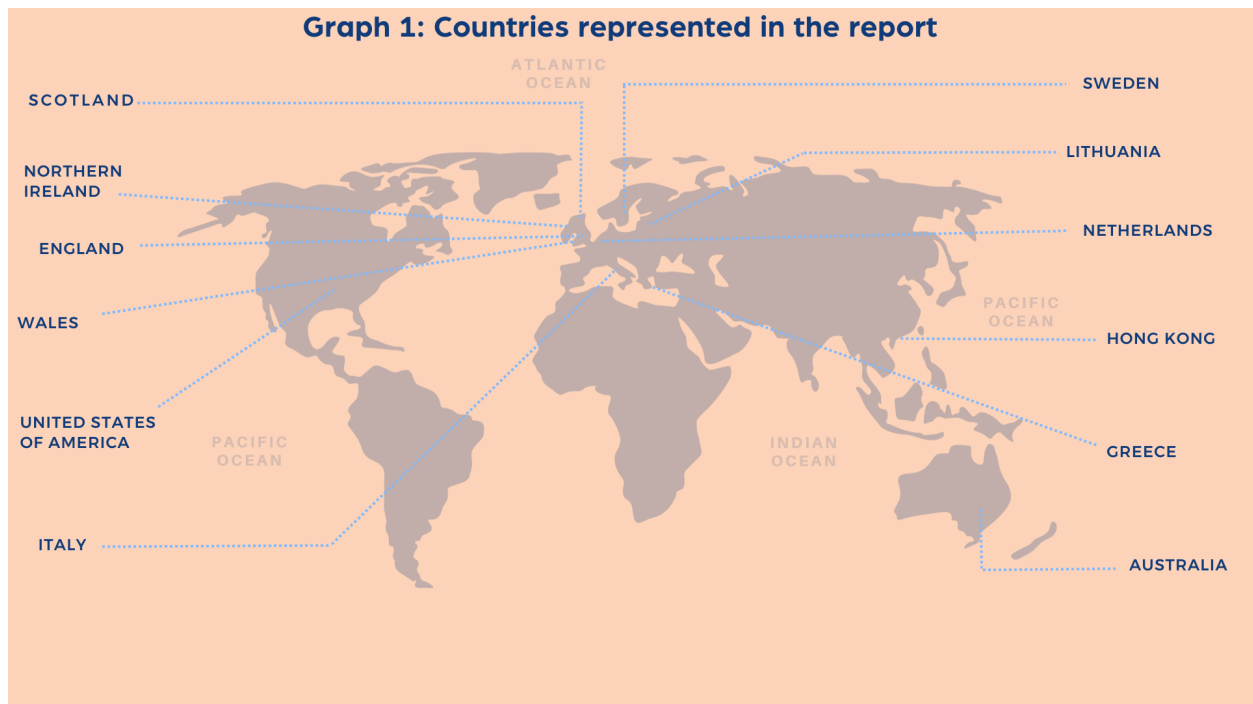 Graph 1: Countries represented in the report
ATLANTIC
OCEAN
SCOTLAND
SWEDEN
LITHUANIA
NORTHERN
IRELAND
NETHERLANDS
ENGLAND
PACIFIC
OCEAN
WALES
HONG KONG
UNITED STATES
OF AMERICA
PACIFIC
OCEAN
INDIAN
OCEAN
GREECE
ITALY
AUSTRALIA